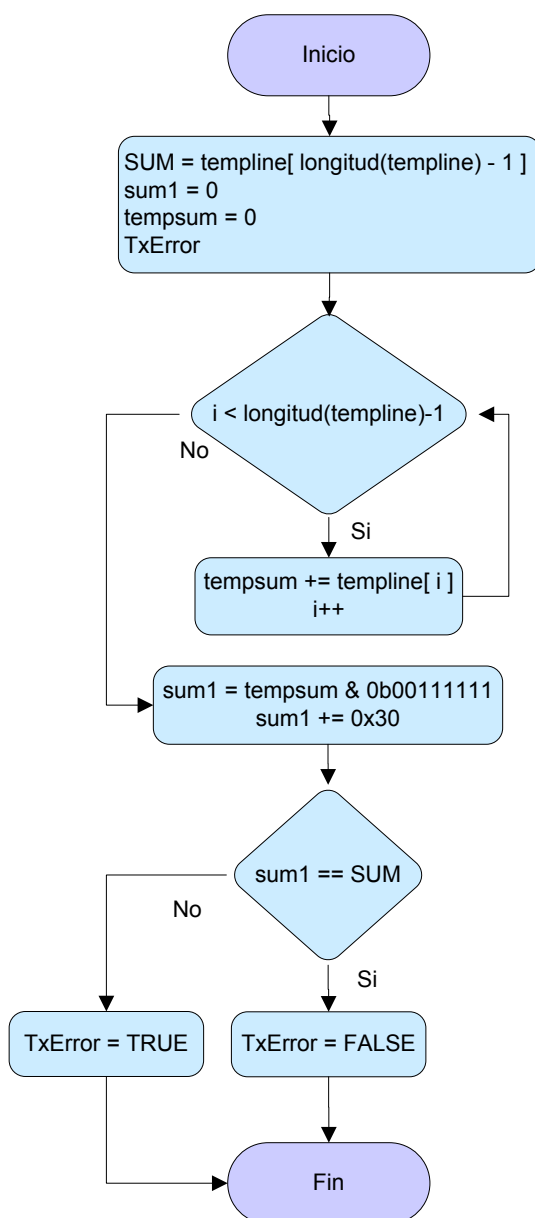 Inicio
SUM = templine[ longitud(templine) - 1 ]
sum1 = 0
tempsum = 0
TxError
i < longitud(templine)-1
No
Si
tempsum += templine[ i ]
i++
sum1 = tempsum & 0b00111111
sum1 += 0x30
sum1 == SUM
No
Si
TxError = TRUE
TxError = FALSE
Fin